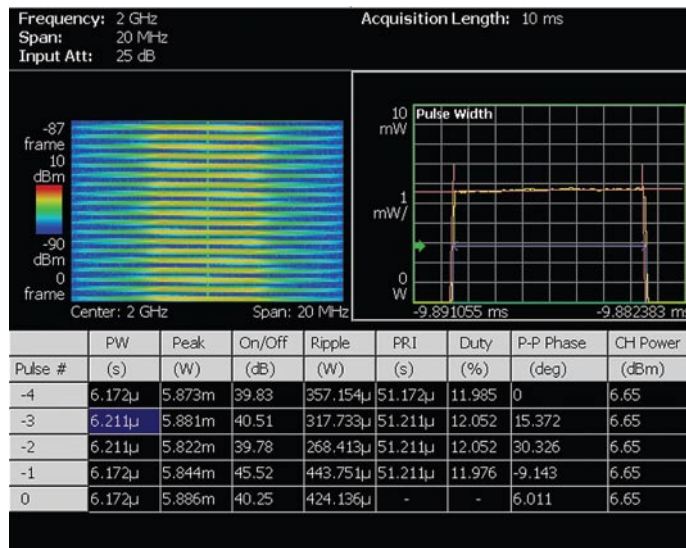 Frequency: 2 GHz
Span: 20 MHz
Input Att: 25 dB
Acquisition Length: 10 ms
-87
frame
10
dBm
-90
dBm
0
frame
Center: 2 GHz Span: 20 MHz
10
mW
Pulse Width
1
mW/
0
W
-9.891055 ms -9.882383 ms
PW Peak On/Off Ripple PRI Duty P-P Phase CH Power
Pulse # (s) (W) (dB) (W) (s) (%) (deg) (dBm)
-4 6.172µ 5.873m 39.83 357.154µ 51.172µ 11.985 0 6.65
-3 6.211µ 5.881m 40.51 317.733µ 51.211µ 12.052 15.372 6.65
-2 6.211µ 5.822m 39.78 268.413µ 51.211µ 12.052 30.326 6.65
-1 6.172µ 5.844m 45.52 443.751µ 51.211µ 11.976 -9.143 6.65
0 6.172µ 5.886m 40.25 424.136µ - - 6.011 6.65